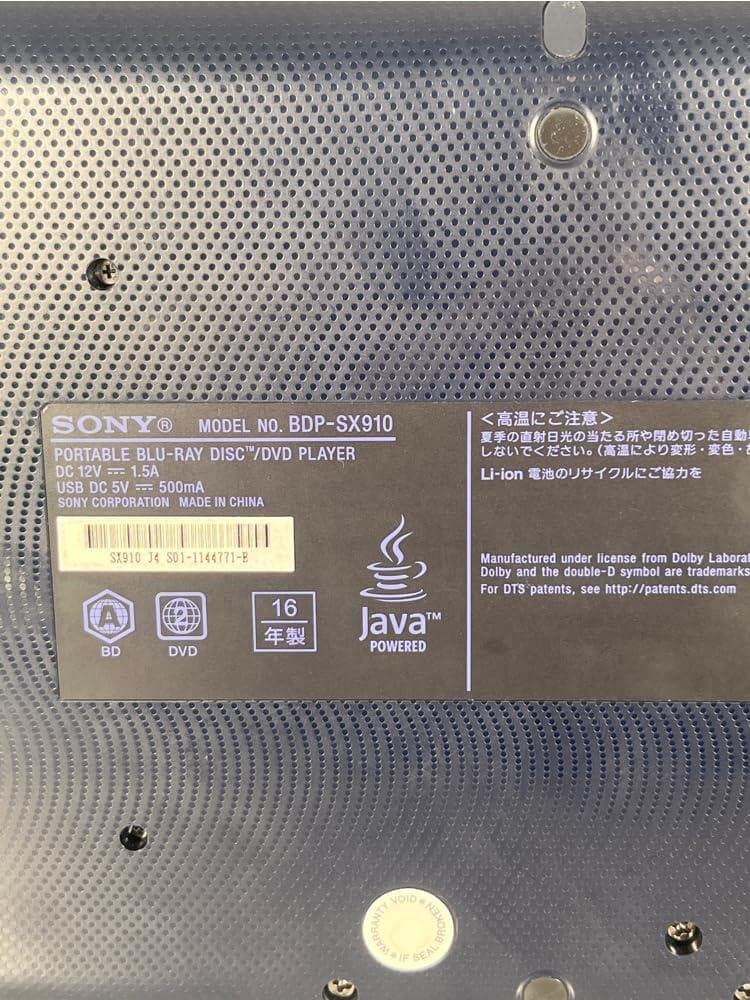 SONY® MODEL NO. BDP-SX910
PORTABLE BLU-RAY DISC™/DVD PLAYER
DC 12V ⎓ 1.5A
USB DC 5V ⎓ 500mA
SONY CORPORATION MADE IN CHINA
SX910 J4 S01-1144771-B
A
BD
2
DVD
16
年製
Java™
POWERED
<高温にご注意>
夏季の直射日光の当たる所や閉め切った自動
しないでください。(高温により変形・変色・
Li-ion 電池のリサイクルにご協力を
Manufactured under license from Dolby Laborat
Dolby and the double-D symbol are trademarks
For DTS patents, see http://patents.dts.com
WARRANTY VOID
IF SEAL BROKEN